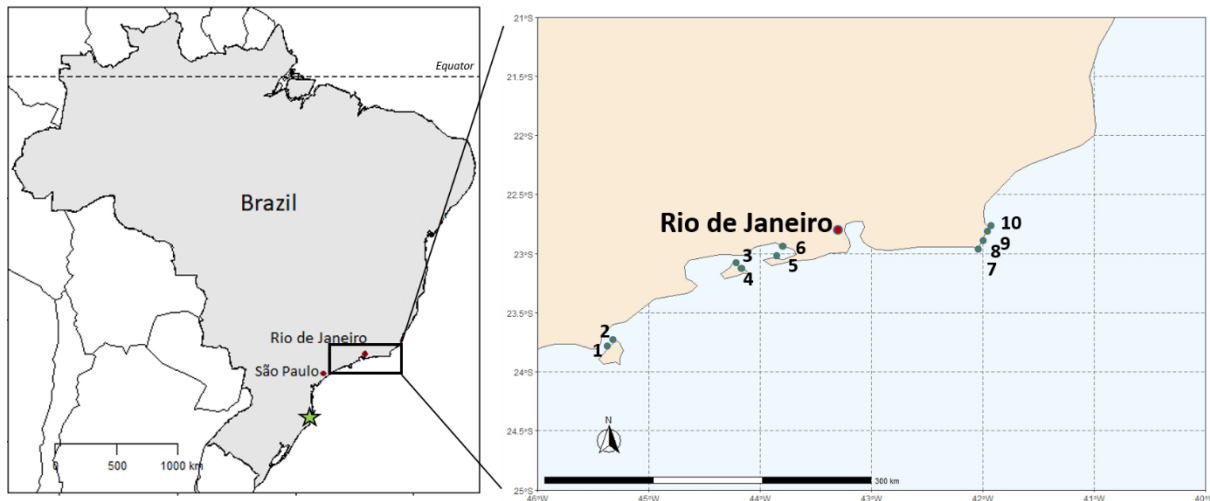 Equator
Brazil
Rio de Janeiro
São Paulo
0 500 1000 km
21°S
21.5°S
22°S
22.5°S
23°S
23.5°S
24°S
24.5°S
25°S
Rio de Janeiro
10
9
8
7
6
5
3
4
2
1
N
300 km
46°W 45°W 44°W 43°W 42°W 41°W 40°W